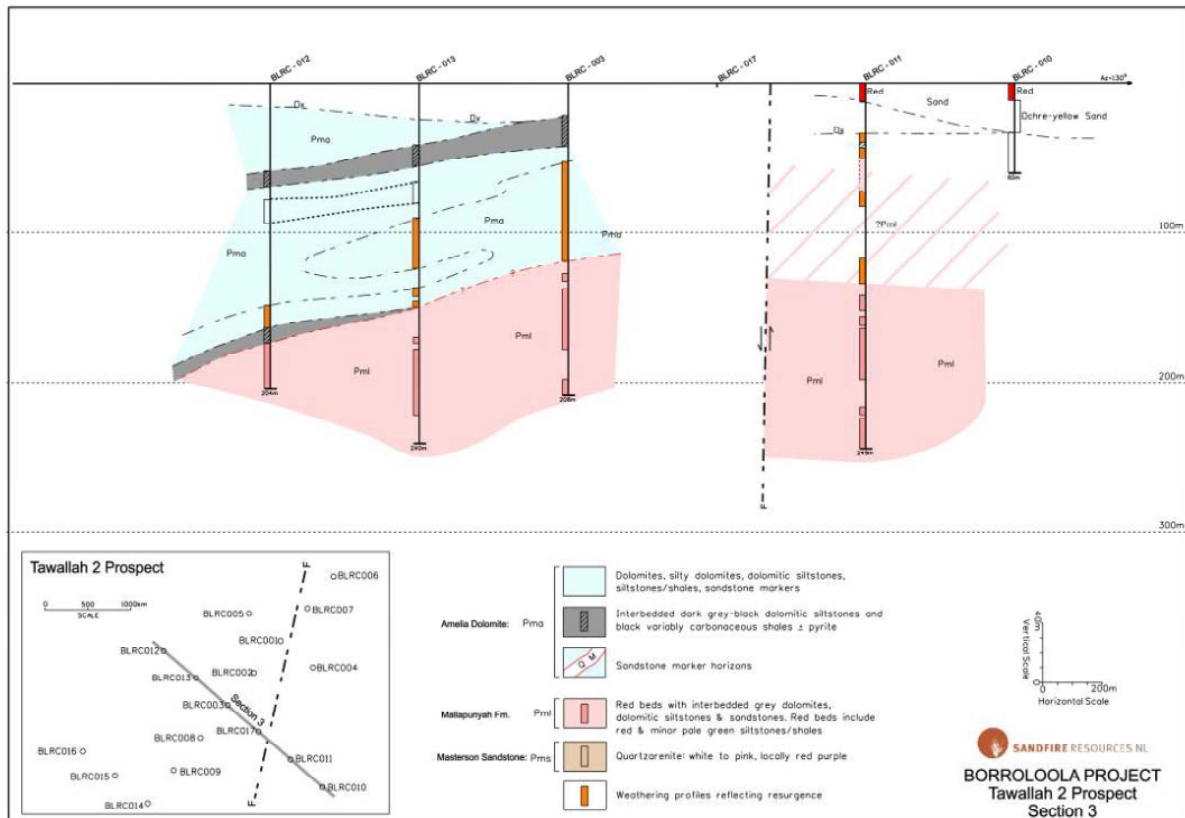 BLRC - 012
BLRC - 013
BLRC - 003
BLRC - 017
BLRC - 011
BLRC - 010
Az=130°
Red
Red
Sand
Ochre-yellow Sand
Ox
Ox
Ox
Pma
60m
100m
Pma
Pma
Pma
?Pml
Pml
Pml
Pml
Pml
200m
204m
208m
240m
249m
F
300m
Tawallah 2 Prospect
0 500 1000km
SCALE
F
BLRC006
BLRC005
BLRC007
BLRC001
BLRC012
BLRC002
BLRC004
BLRC013
BLRC003
Section 3
BLRC017
BLRC008
BLRC016
BLRC011
BLRC009
BLRC015
BLRC010
BLRC014
F
Dolomites, silty dolomites, dolomitic siltstones,
siltstones/shales, sandstone markers
Amelia Dolomite: Pma
Interbedded dark grey-black dolomitic siltstones and
black variably carbonaceous shales ± pyrite
Q M
Sandstone marker horizons
Mallapunyah Fm. Pml
Red beds with interbedded grey dolomites,
dolomitic siltstones & sandstones. Red beds include
red & minor pale green siltstones/shales
Masterson Sandstone: Pms
Quartzarenite: white to pink, locally red purple
Weathering profiles reflecting resurgence
40m
Vertical Scale
0
0 200m
Horizontal Scale
SANDFIRE RESOURCES NL
BORROLOOLA PROJECT
Tawallah 2 Prospect
Section 3